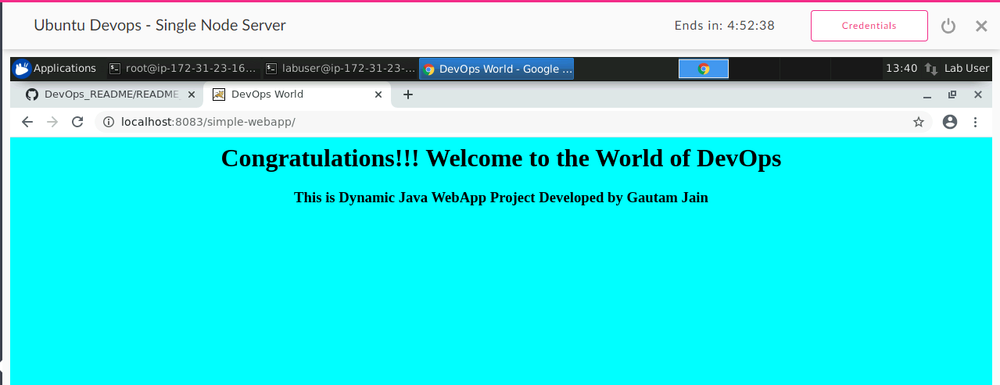 Ubuntu Devops - Single Node Server Ends in: 4:52:38 Credentials
Applications root@ip-172-31-23-16... labuser@ip-172-31-23-... DevOps World - Google ... 13:40 Lab User
DevOps_README/README_ DevOps World
localhost:8083/simple-webapp/
Congratulations!!! Welcome to the World of DevOps
This is Dynamic Java WebApp Project Developed by Gautam Jain